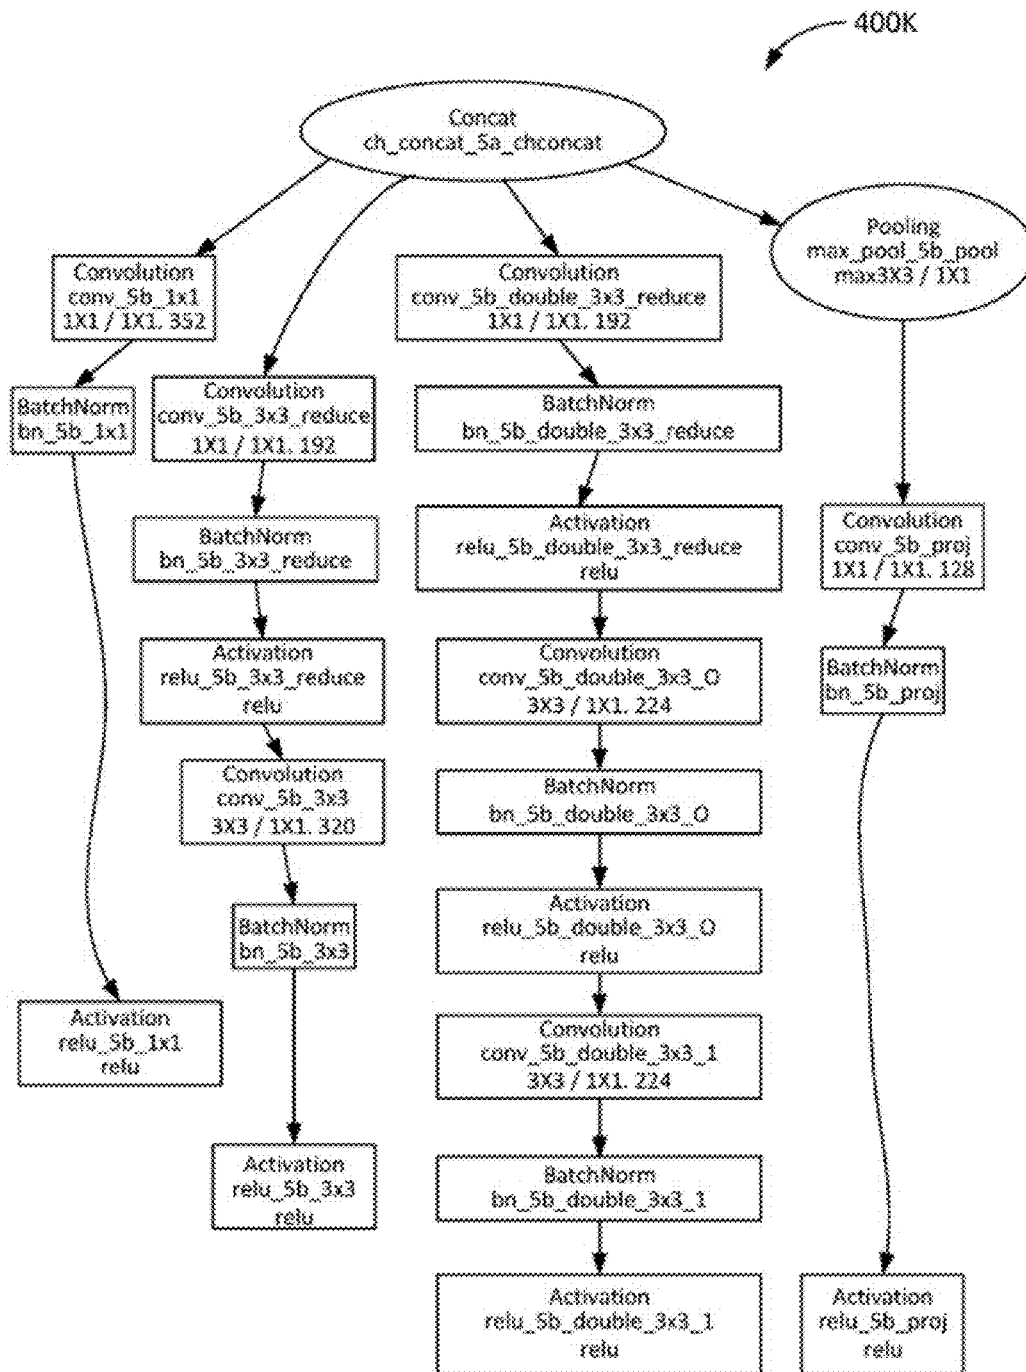 400K
Concat
ch_concat_5a_chconcat
Pooling
max_pool_5b_pool
max3X3 / 1X1
Convolution
conv_5b_1x1
1X1 / 1X1. 352
Convolution
conv_5b_double_3x3_reduce
1X1 / 1X1. 192
BatchNorm
bn_5b_1x1
Convolution
conv_5b_3x3_reduce
1X1 / 1X1. 192
BatchNorm
bn_5b_double_3x3_reduce
BatchNorm
bn_5b_3x3_reduce
Activation
relu_5b_double_3x3_reduce
relu
Convolution
conv_5b_proj
1X1 / 1X1. 128
Activation
relu_5b_3x3_reduce
relu
Convolution
conv_5b_double_3x3_O
3X3 / 1X1. 224
BatchNorm
bn_5b_proj
Convolution
conv_5b_3x3
3X3 / 1X1. 320
BatchNorm
bn_5b_double_3x3_O
BatchNorm
bn_5b_3x3
Activation
relu_5b_double_3x3_O
relu
Activation
relu_5b_1x1
relu
Convolution
conv_5b_double_3x3_1
3X3 / 1X1. 224
Activation
relu_5b_3x3
relu
BatchNorm
bn_5b_double_3x3_1
Activation
relu_5b_double_3x3_1
relu
Activation
relu_5b_proj
relu